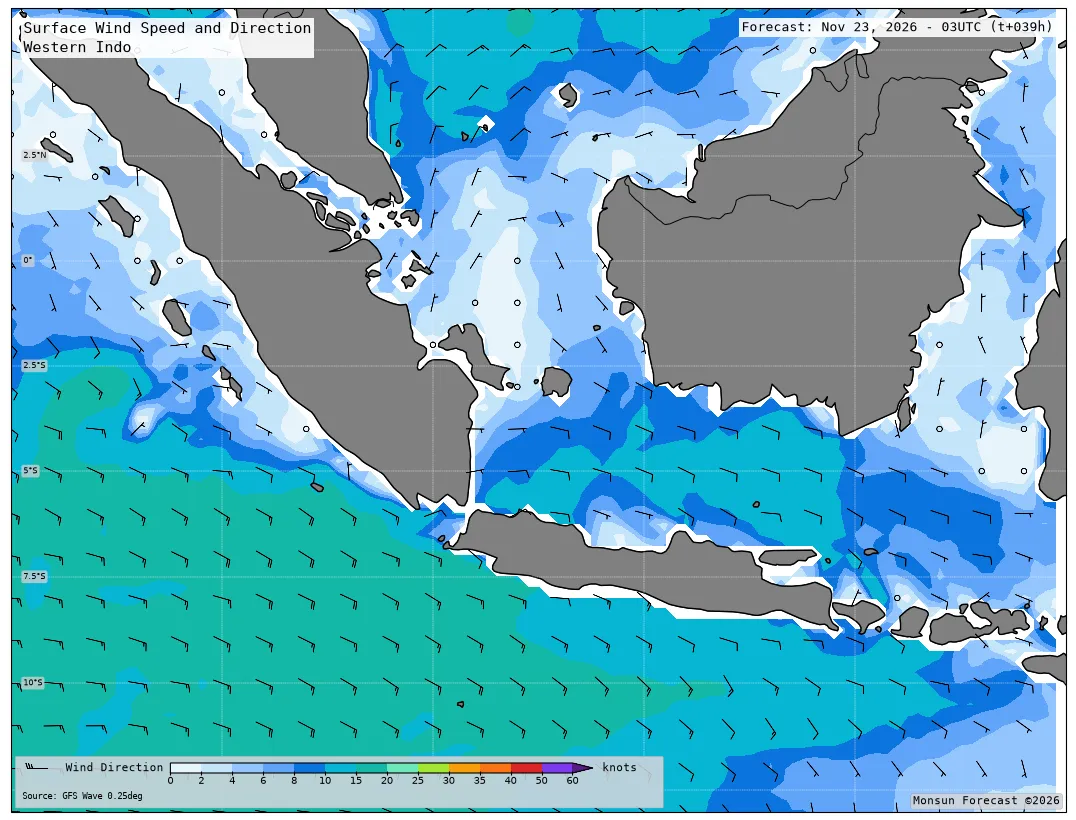 Surface Wind Speed and Direction
Western Indo
Forecast: Nov 23, 2026 - 03UTC (t+039h)
2.5°N
0°
2.5°S
5°S
7.5°S
10°S
Wind Direction
0 2 4 6 8 10 15 20 25 30 35 40 50 60 knots
Source: GFS Wave 0.25deg
Monsun Forecast ©2026